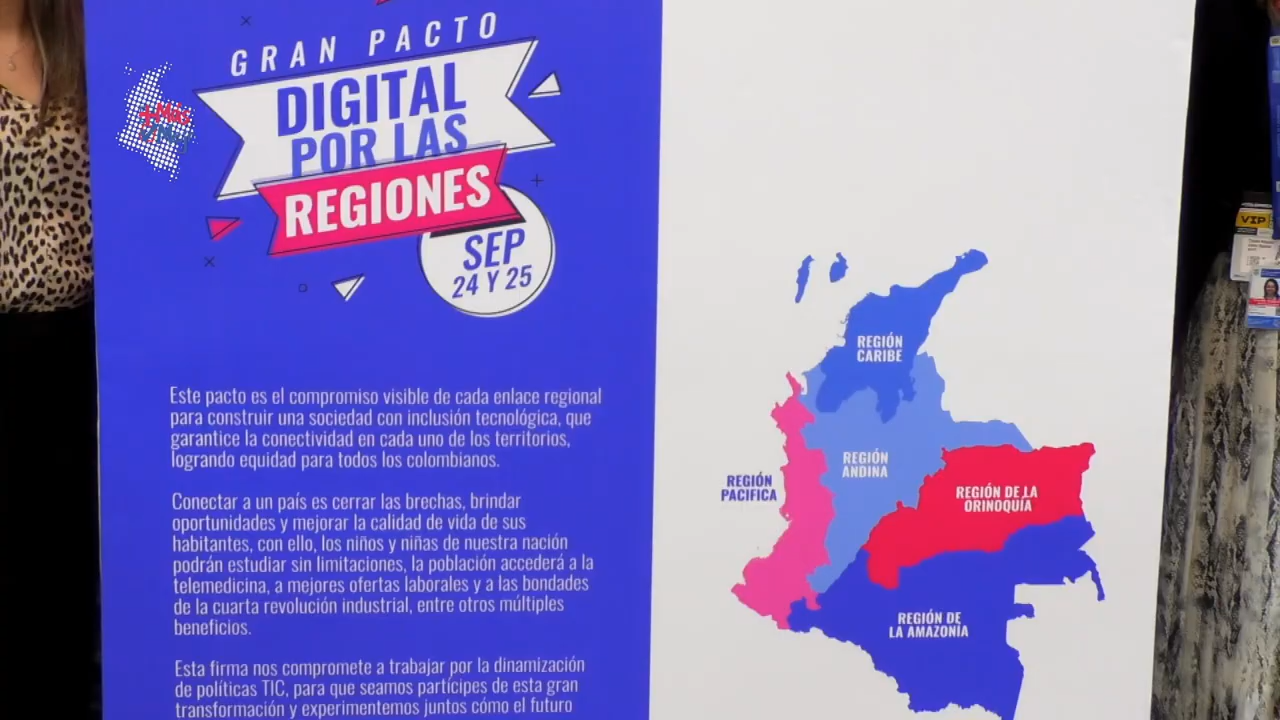 GRAN PACTO
DIGITAL
POR LAS
REGIONES
SEP
24 Y 25
Este pacto es el compromiso visible de cada enlace regional
para construir una sociedad con inclusión tecnológica, que
garantice la conectividad en cada uno de los territorios,
logrando equidad para todos los colombianos.
Conectar a un país es cerrar las brechas, brindar
oportunidades y mejorar la calidad de vida de sus
habitantes, con ello, los niños y niñas de nuestra nación
podrán estudiar sin limitaciones, la población accederá a la
telemedicina, a mejores ofertas laborales y a las bondades
de la cuarta revolución industrial, entre otros múltiples
beneficios.
Esta firma nos compromete a trabajar por la dinamización
de políticas TIC, para que seamos partícipes de esta gran
transformación y experimentemos juntos cómo el futuro
REGIÓN
CARIBE
REGIÓN
ANDINA
REGIÓN
PACIFICA
REGIÓN DE LA
ORINOQUÍA
REGIÓN DE
LA AMAZONÍA
VIP